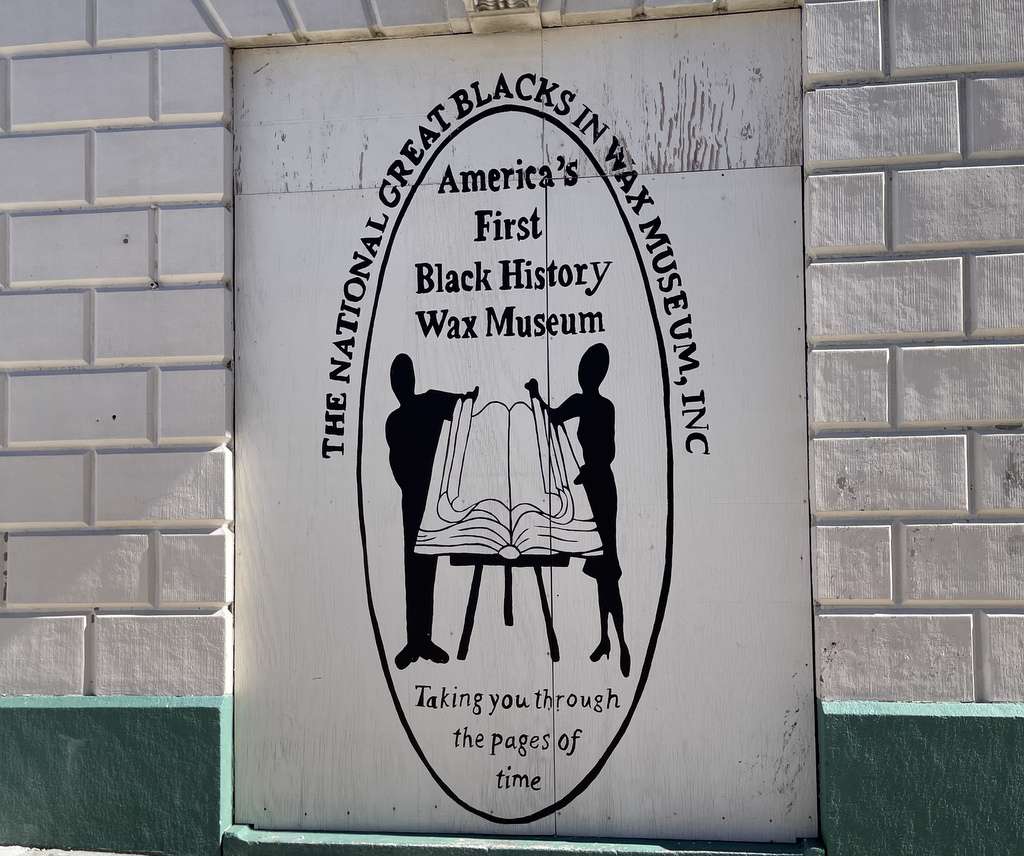 THE NATIONAL GREAT BLACKS IN WAX MUSEUM, INC
America's
First
Black History
Wax Museum
Taking you through
the pages of
time